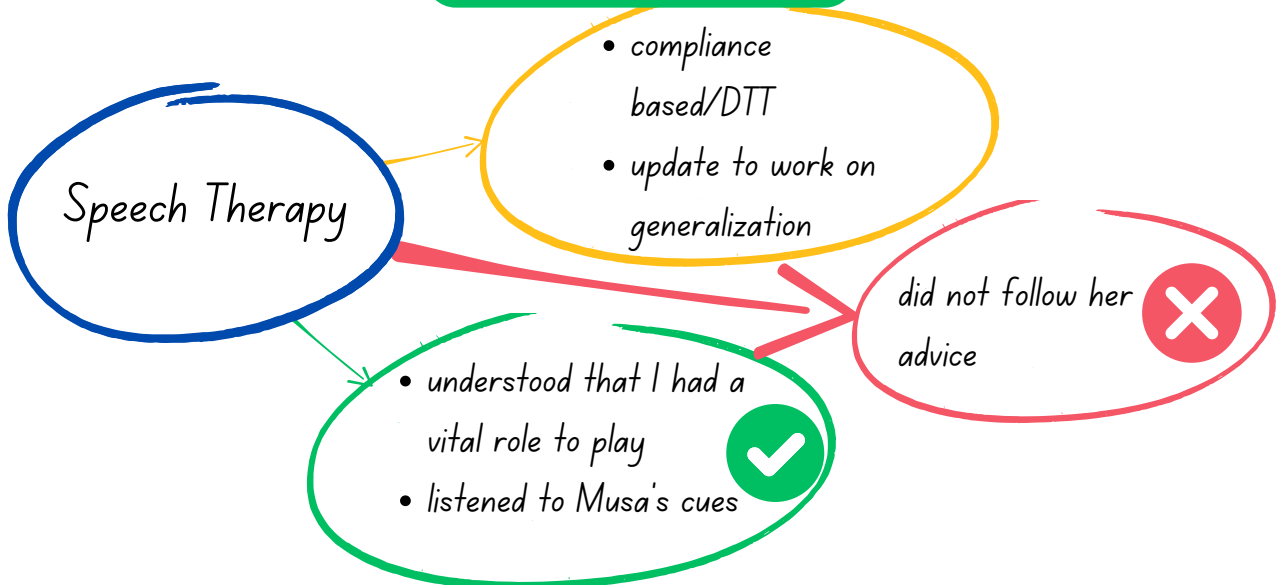 Speech Therapy
compliance
based/DTT
update to work on
generalization
did not follow her
advice
understood that I had a
vital role to play
listened to Musa's cues